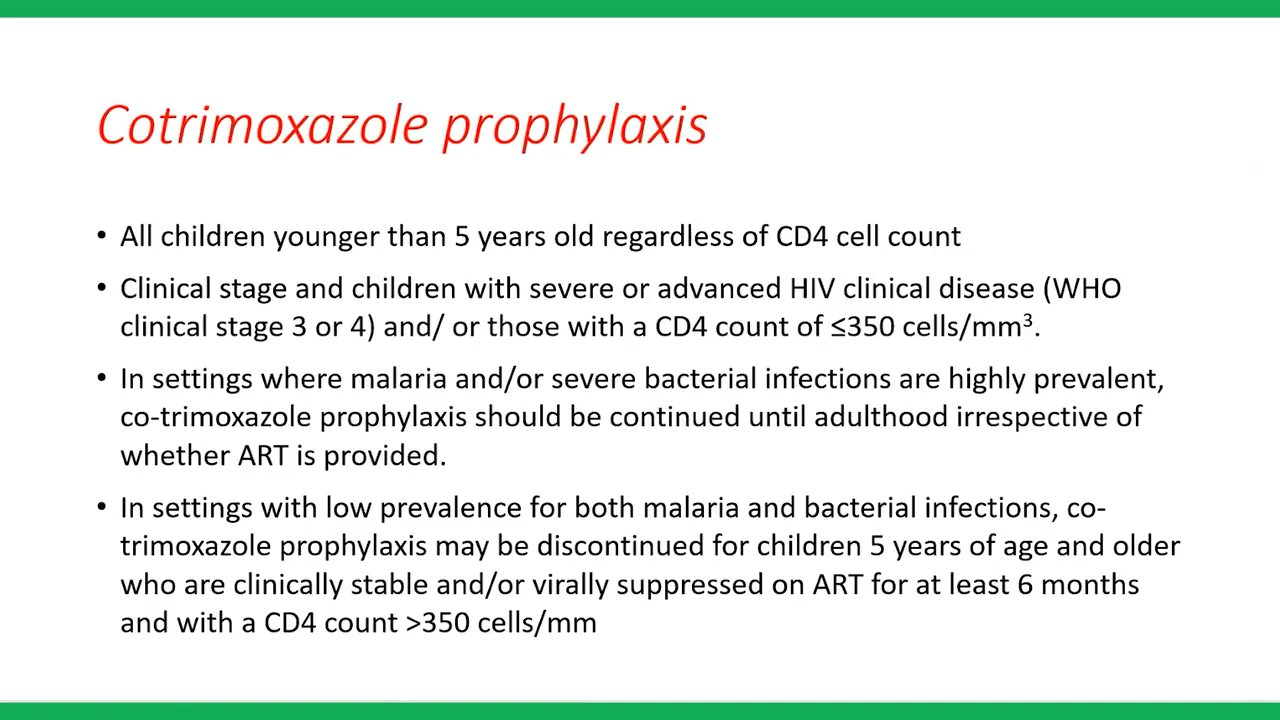 Cotrimoxazole prophylaxis
• All children younger than 5 years old regardless of CD4 cell count
• Clinical stage and children with severe or advanced HIV clinical disease (WHO
clinical stage 3 or 4) and/ or those with a CD4 count of ≤350 cells/mm³.
• In settings where malaria and/or severe bacterial infections are highly prevalent,
co-trimoxazole prophylaxis should be continued until adulthood irrespective of
whether ART is provided.
• In settings with low prevalence for both malaria and bacterial infections, co-
trimoxazole prophylaxis may be discontinued for children 5 years of age and older
who are clinically stable and/or virally suppressed on ART for at least 6 months
and with a CD4 count >350 cells/mm